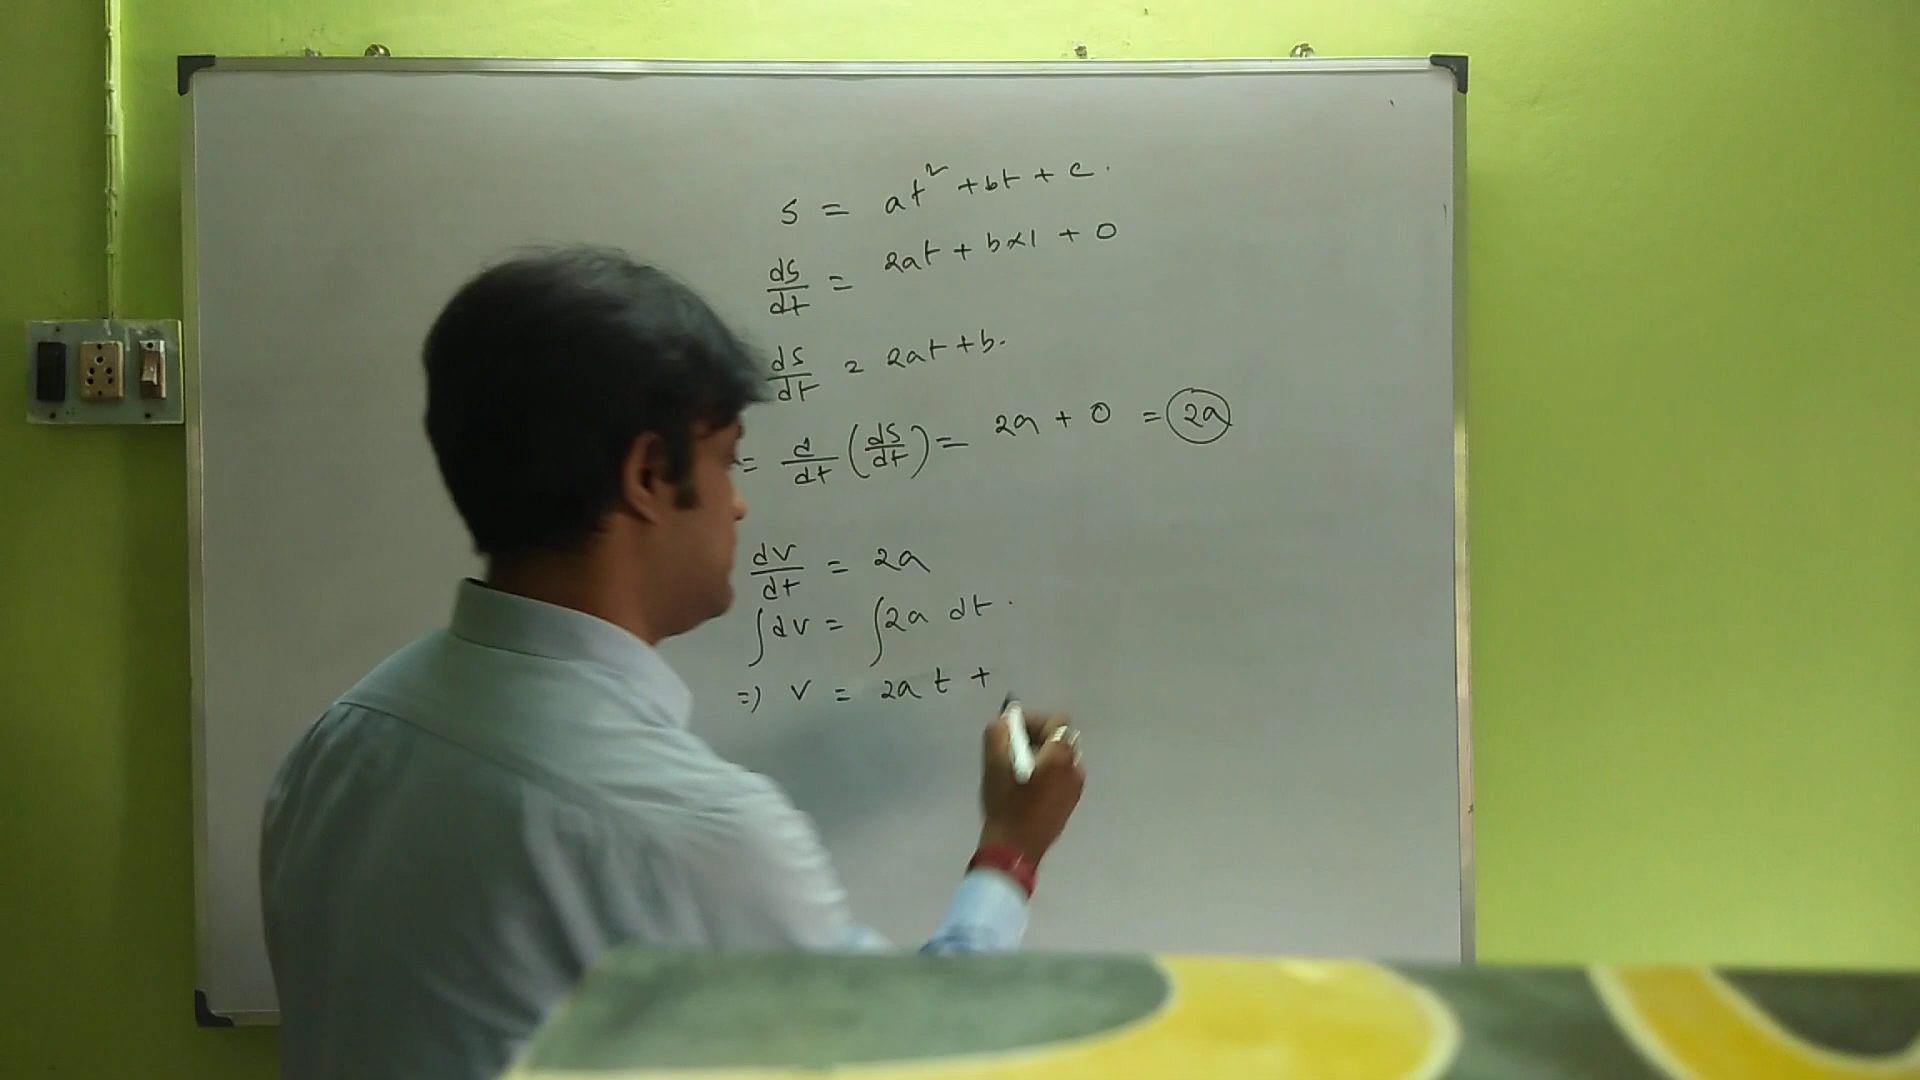 s = at² + bt + c.
ds/dt = 2at + b×1 + 0
ds/dt = 2at + b.
= d/dt (ds/dt) = 2a + 0 = 2a
dv/dt = 2a
∫dv = ∫2a dt.
⇒ v = 2a t +